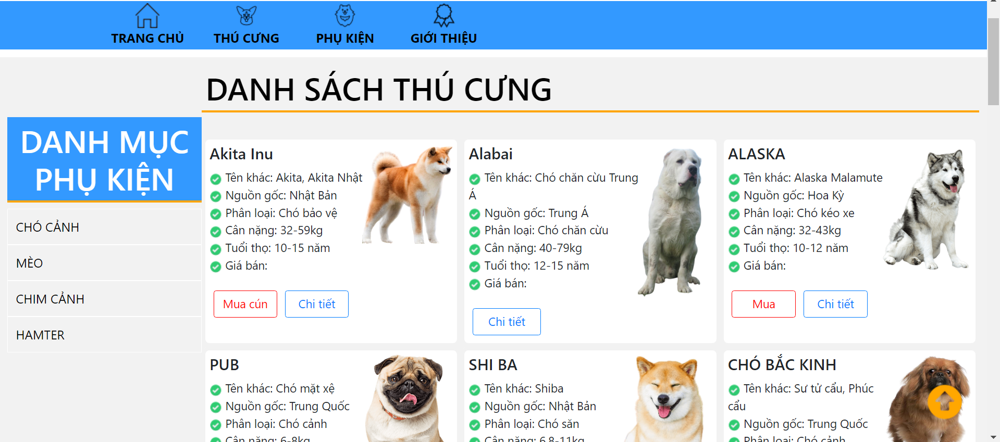 TRANG CHỦ
THÚ CƯNG
PHỤ KIỆN
GIỚI THIỆU
DANH SÁCH THÚ CƯNG
DANH MỤC
PHỤ KIỆN
CHÓ CẢNH
MÈO
CHIM CẢNH
HAMTER
Akita Inu
Tên khác: Akita, Akita Nhật
Nguồn gốc: Nhật Bản
Phân loại: Chó bảo vệ
Cân nặng: 32-59kg
Tuổi thọ: 10-15 năm
Giá bán:
Mua cún
Chi tiết
Alabai
Tên khác: Chó chăn cừu Trung
Á
Nguồn gốc: Trung Á
Phân loại: Chó chăn cừu
Cân nặng: 40-79kg
Tuổi thọ: 12-15 năm
Giá bán:
Chi tiết
ALASKA
Tên khác: Alaska Malamute
Nguồn gốc: Hoa Kỳ
Phân loại: Chó kéo xe
Cân nặng: 32-43kg
Tuổi thọ: 10-12 năm
Giá bán:
Mua
Chi tiết
PUB
Tên khác: Chó mặt xệ
Nguồn gốc: Trung Quốc
Phân loại: Chó cảnh
Cân nặng: 6-8kg
SHI BA
Tên khác: Shiba
Nguồn gốc: Nhật Bản
Phân loại: Chó săn
Cân nặng: 6,8-11kg
CHÓ BẮC KINH
Tên khác: Sư tử cẩu, Phúc
cẩu
Nguồn gốc: Trung Quốc
Phân loại: Chó cảnh